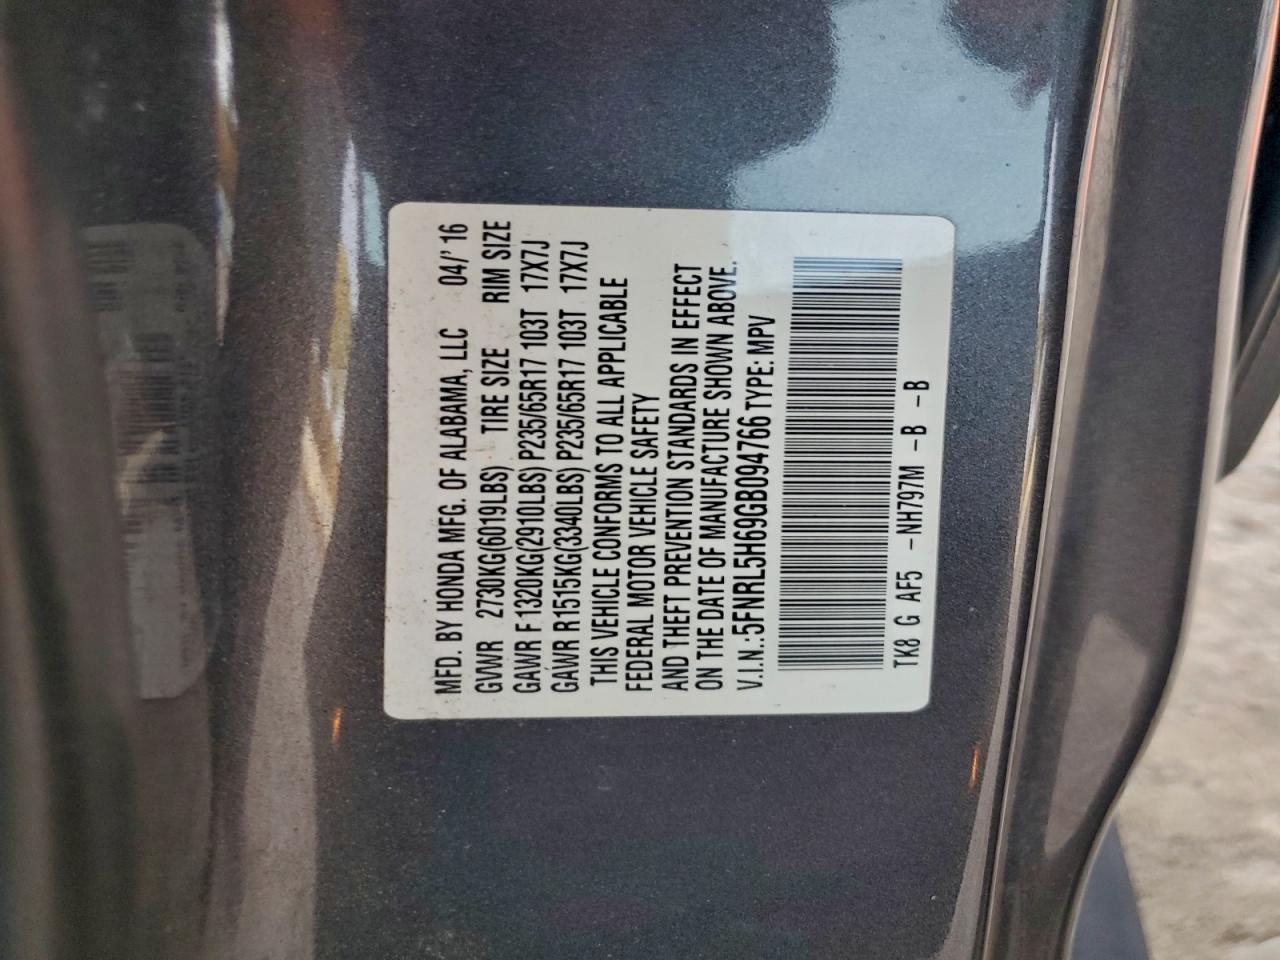 MFD. BY HONDA MFG. OF ALABAMA, LLC 04/'16
GVWR 2730KG(6019LBS) TIRE SIZE RIM SIZE
GAWR F 1320KG(2910LBS) P235/65R17 103T 17X7J
GAWR R1515KG(3340LBS) P235/65R17 103T 17X7J
THIS VEHICLE CONFORMS TO ALL APPLICABLE
FEDERAL MOTOR VEHICLE SAFETY
AND THEFT PREVENTION STANDARDS IN EFFECT
ON THE DATE OF MANUFACTURE SHOWN ABOVE.
V.I.N.:5FNRL5H69GB094766 TYPE: MPV
TK8 G AF5 -NH797M -B -B